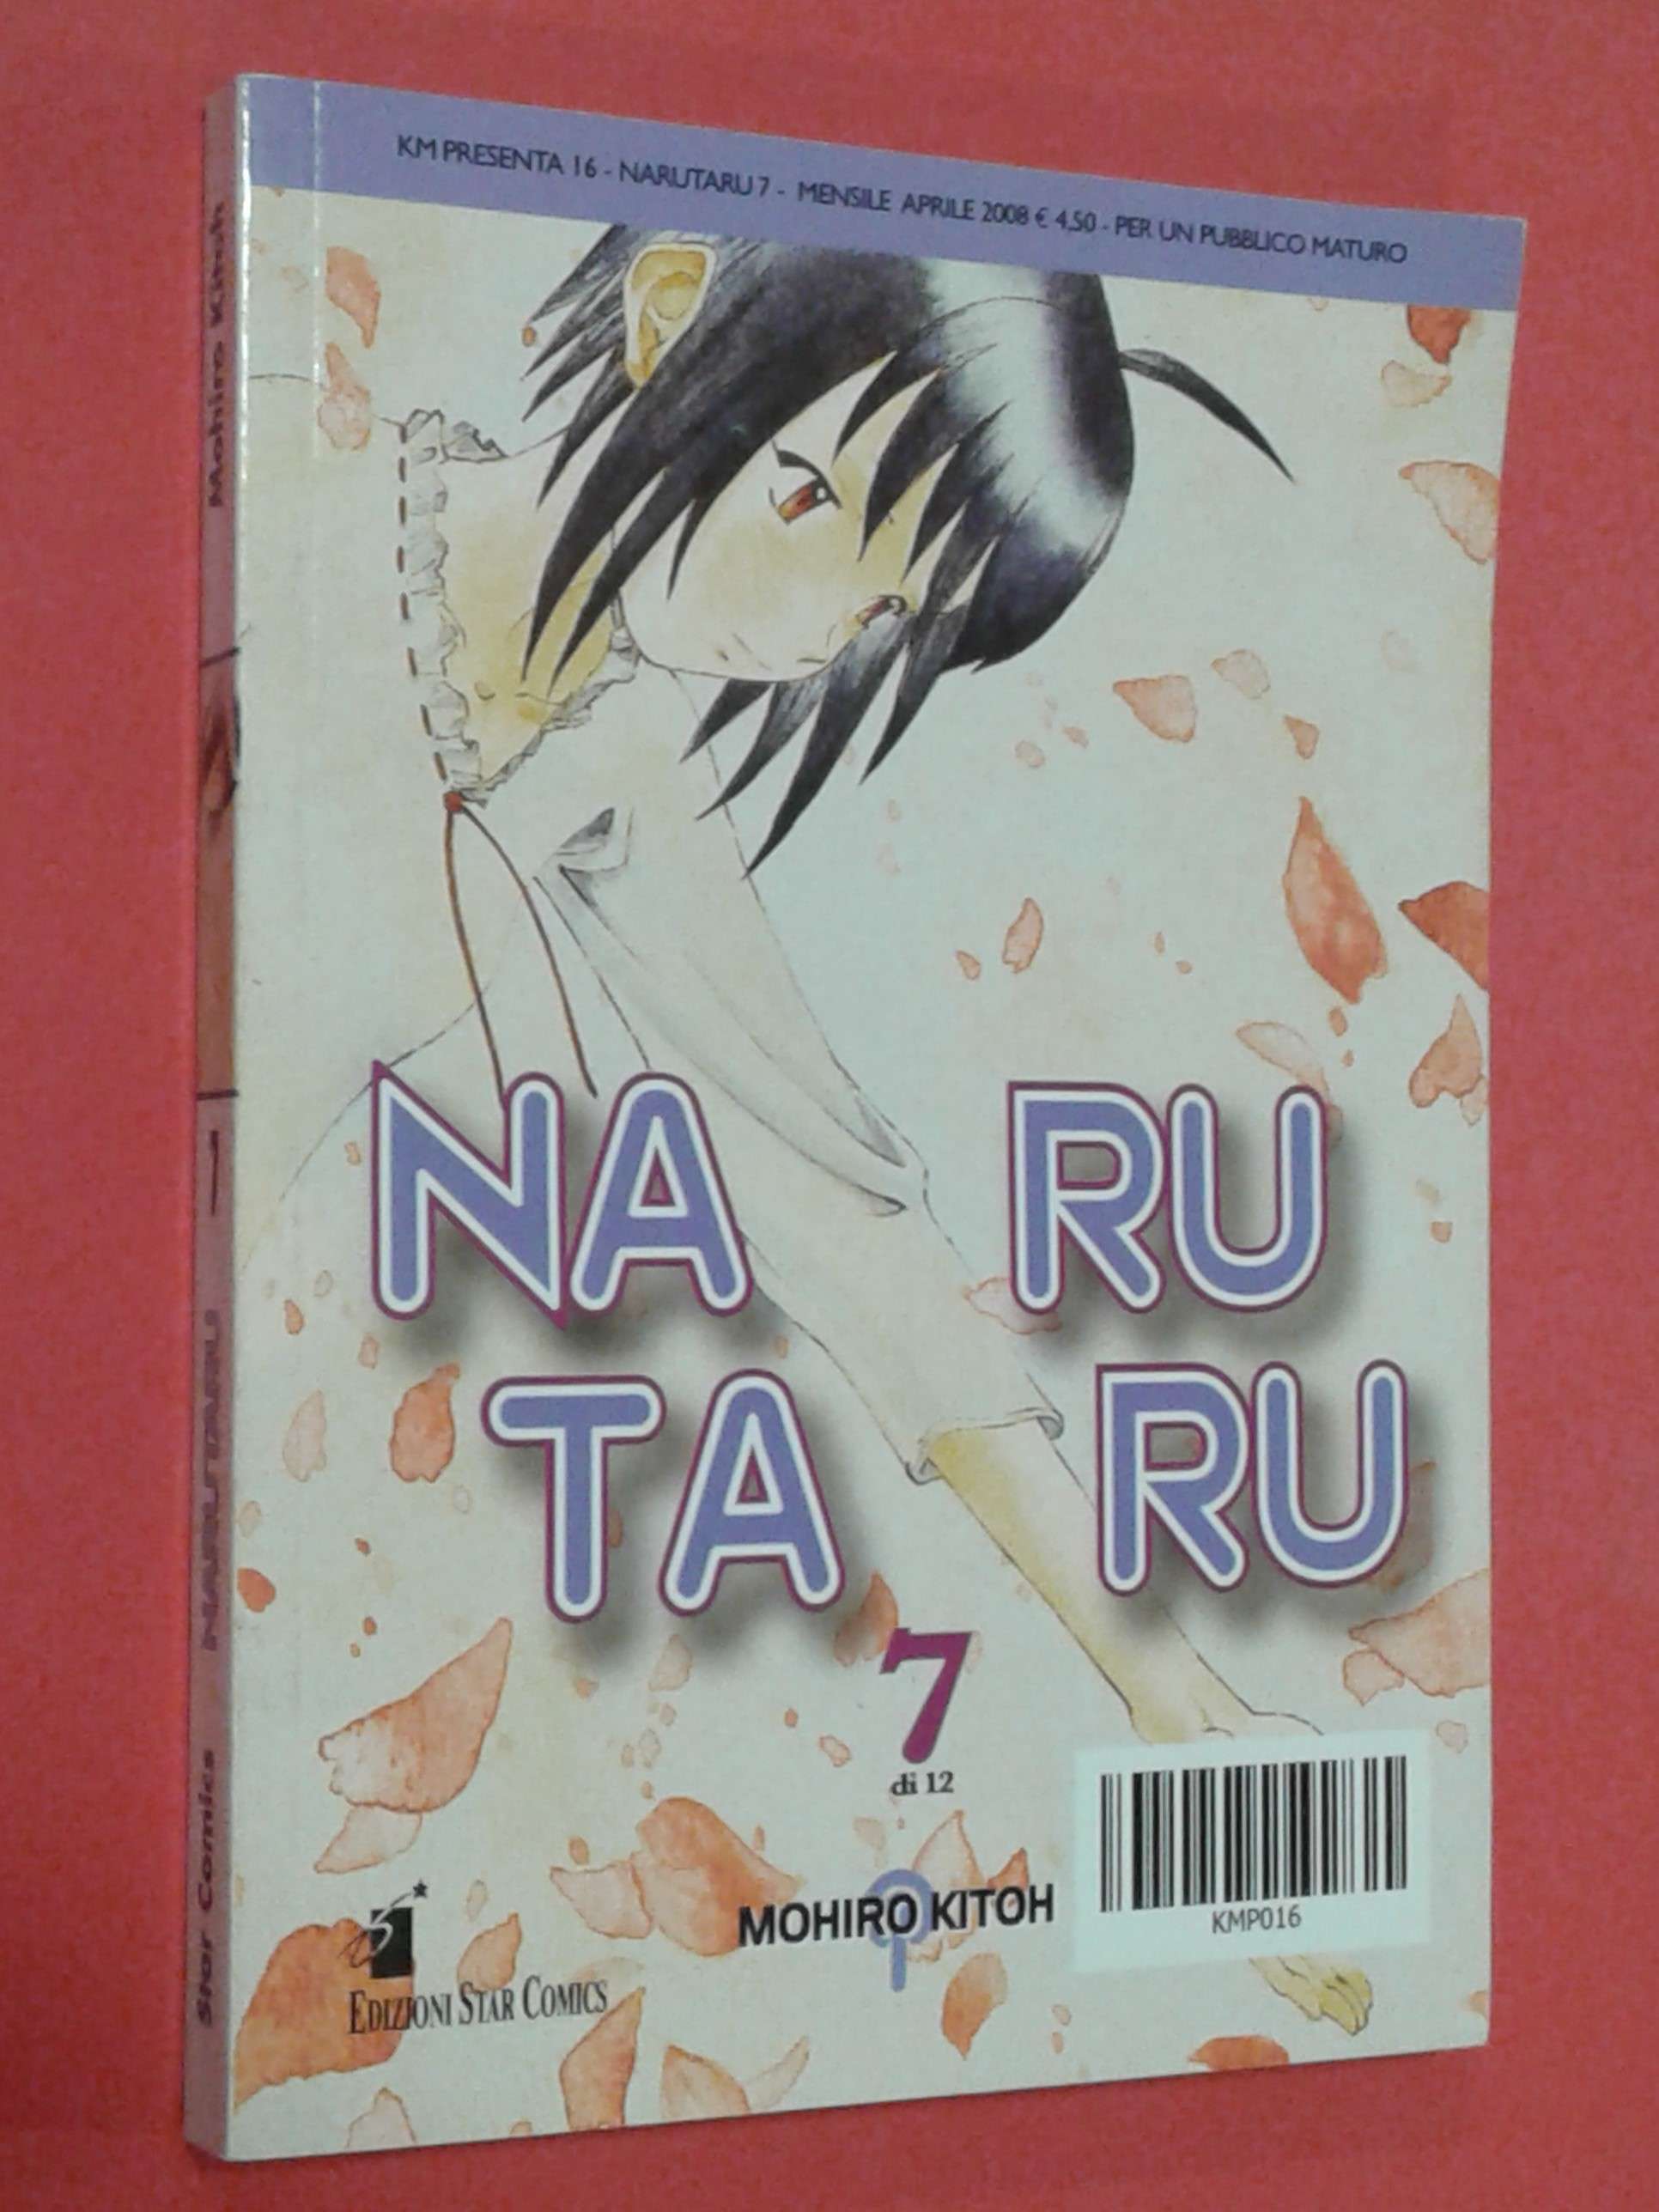 KM PRESENTA 16 - NARUTARU 7 - MENSILE APRILE 2008 € 4,50 - PER UN PUBBLICO MATURO
NA RU
TA RU
7
di 12
MOHIRO KITOH
KMP016
EDIZIONI STAR COMICS
Mohiro Kitoh
7
NARUTARU
Star Comics